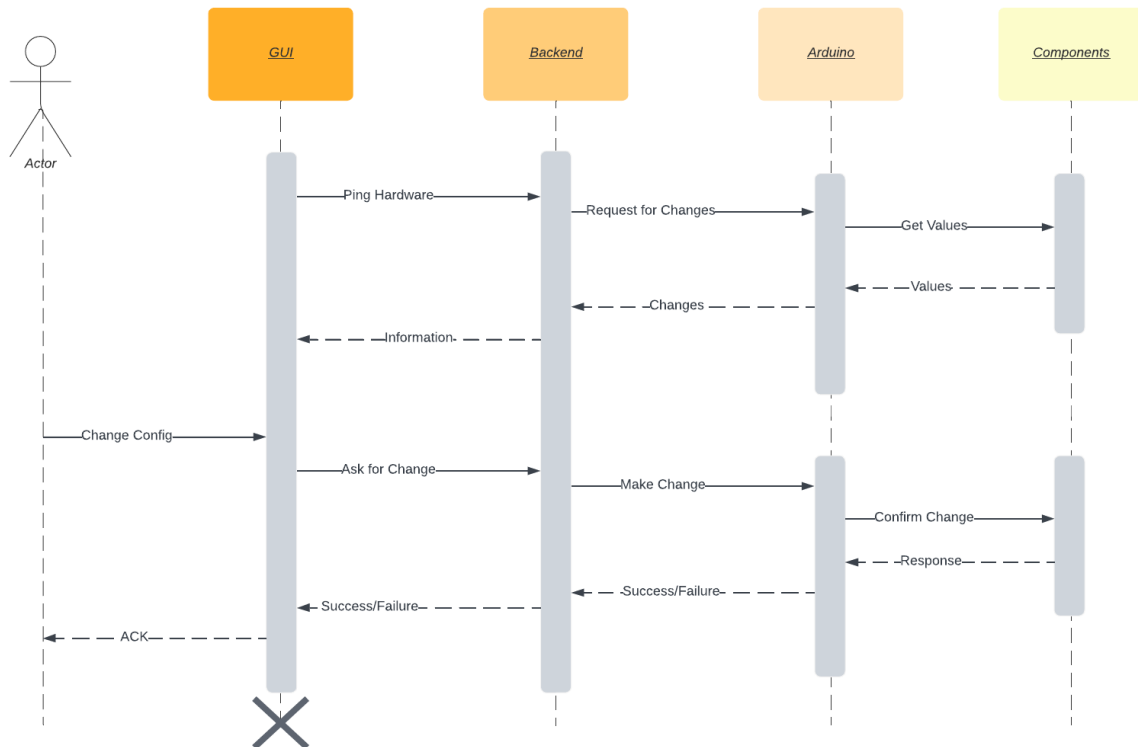 GUI
Backend
Arduino
Components
Actor
Ping Hardware
Request for Changes
Get Values
Values
Changes
Information
Change Config
Ask for Change
Make Change
Confirm Change
Response
Success/Failure
Success/Failure
ACK